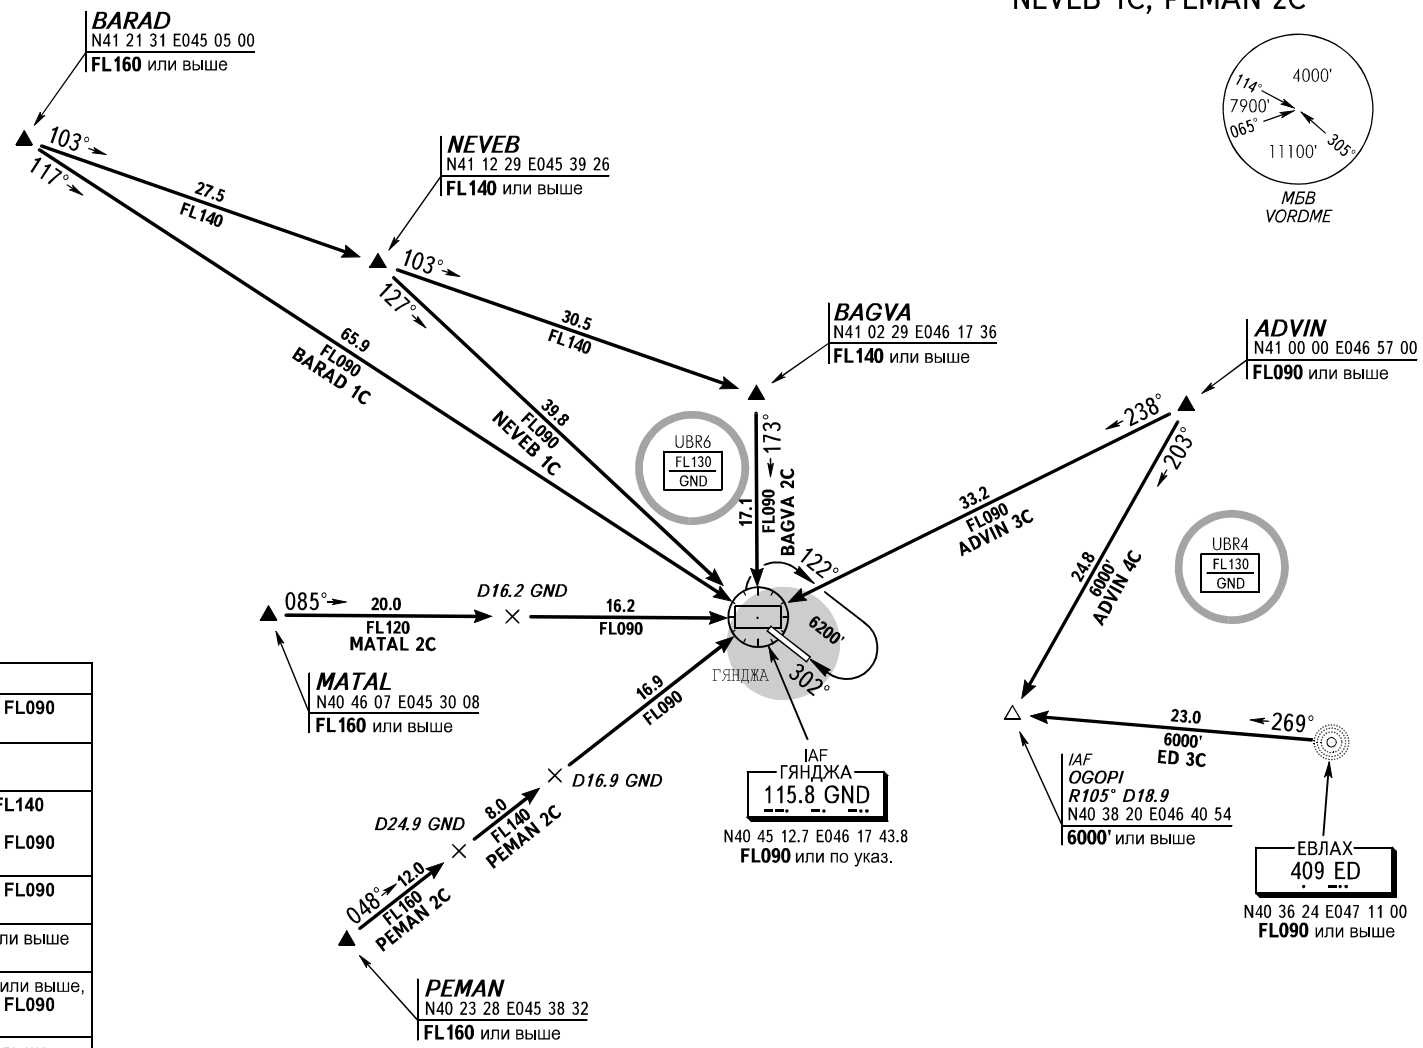 NEVEB 1C, PEMAN 2C
BARAD
N41 21 31 E045 05 00
FL160 или выше
4000'
114°
7900'
065°
305°
11100'
МБВ
VORDME
103°
117°
NEVEB
N41 12 29 E045 39 26
FL140 или выше
27.5
FL140
103°
127°
30.5
FL140
BAGVA
N41 02 29 E046 17 36
FL140 или выше
ADVIN
N41 00 00 E046 57 00
FL090 или выше
65.9
FL090
BARAD 1C
39.8
FL090
NEVEB 1C
UBR6
FL130
GND
173°
17.1
FL090
BAGVA 2C
238°
203°
33.2
FL090
ADVIN 3C
UBR4
FL130
GND
24.8
6000'
ADVIN 4C
122°
085°
20.0
FL120
MATAL 2C
D16.2 GND
16.2
FL090
6200'
ГЯНДЖА
302°
MATAL
N40 46 07 E045 30 08
FL160 или выше
16.9
FL090
D16.9 GND
FL090
FL140
FL090
FL090
или выше
или выше,
FL090
IAF
ГЯНДЖА
115.8 GND
N40 45 12.7 E046 17 43.8
FL090 или по указ.
23.0
6000'
ED 3C
269°
IAF
OGOPI
R105° D18.9
N40 38 20 E046 40 54
6000' или выше
ЕВЛАХ
409 ED
N40 36 24 E047 11 00
FL090 или выше
D24.9 GND
8.0
FL140
PEMAN 2C
048°
12.0
FL160
PEMAN 2C
PEMAN
N40 23 28 E045 38 32
FL160 или выше